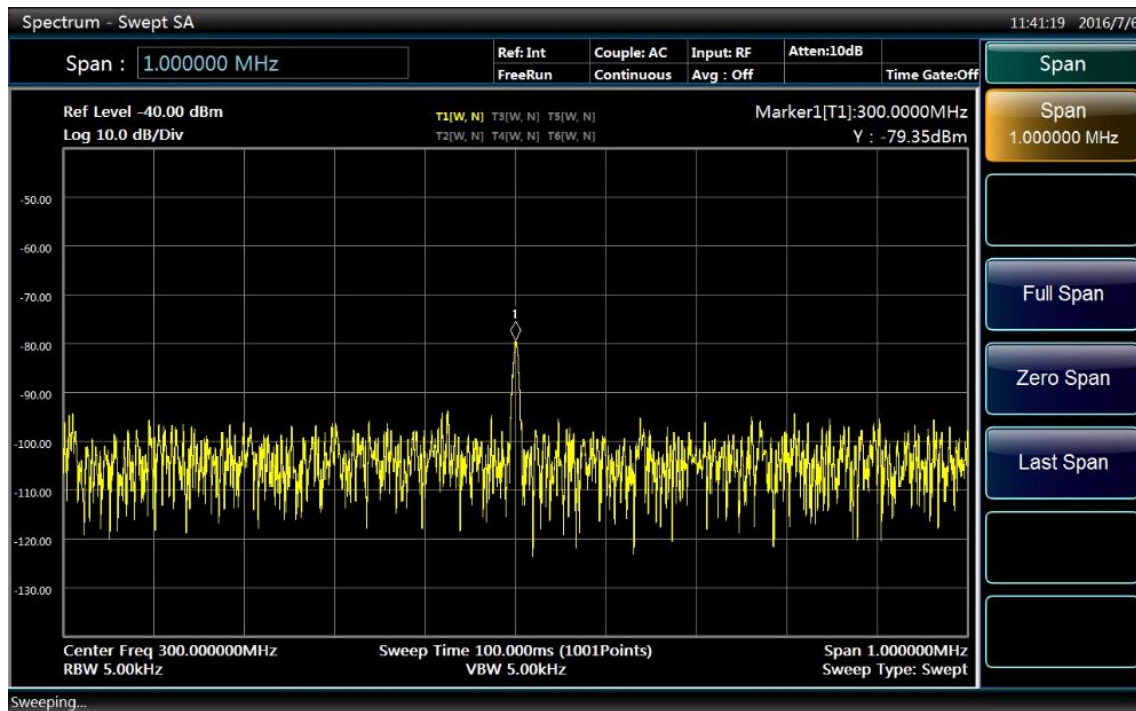 Spectrum - Swept SA
11:41:19 2016/7/6
Span : 1.000000 MHz
Ref: Int
Couple: AC
Input: RF
Atten:10dB
FreeRun
Continuous
Avg : Off
Time Gate:Off
Span
Ref Level -40.00 dBm
T1[W, N] T3[W, N] T5[W, N]
Marker1[T1]:300.0000MHz
Log 10.0 dB/Div
T2[W, N] T4[W, N] T6[W, N]
Y : -79.35dBm
Span
1.000000 MHz
-50.00
-60.00
Full Span
-70.00
1
-80.00
Zero Span
-90.00
-100.00
Last Span
-110.00
-120.00
-130.00
Center Freq 300.000000MHz
Sweep Time 100.000ms (1001Points)
Span 1.000000MHz
RBW 5.00kHz
VBW 5.00kHz
Sweep Type: Swept
Sweeping...